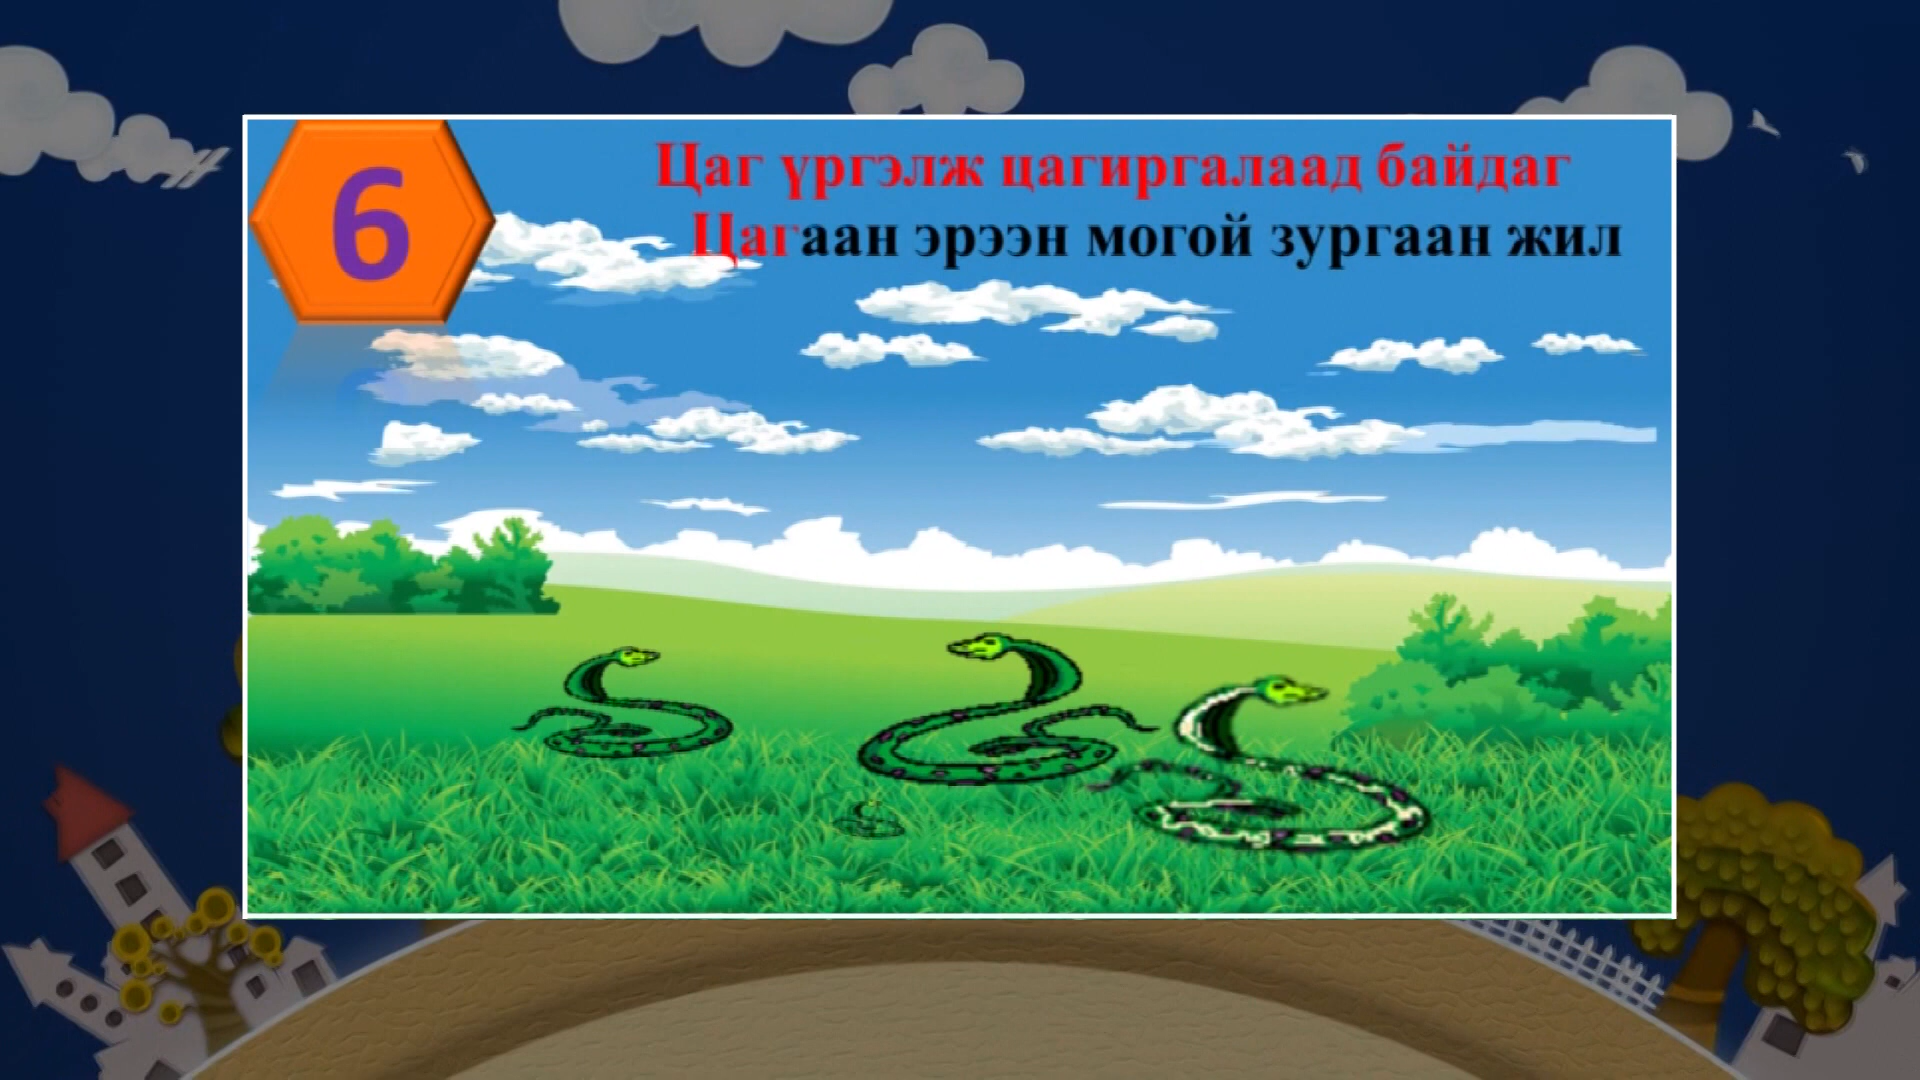 6
Цаг үргэлж цагиргалаад байдаг
Цагаан эрээн могой зургаан жил